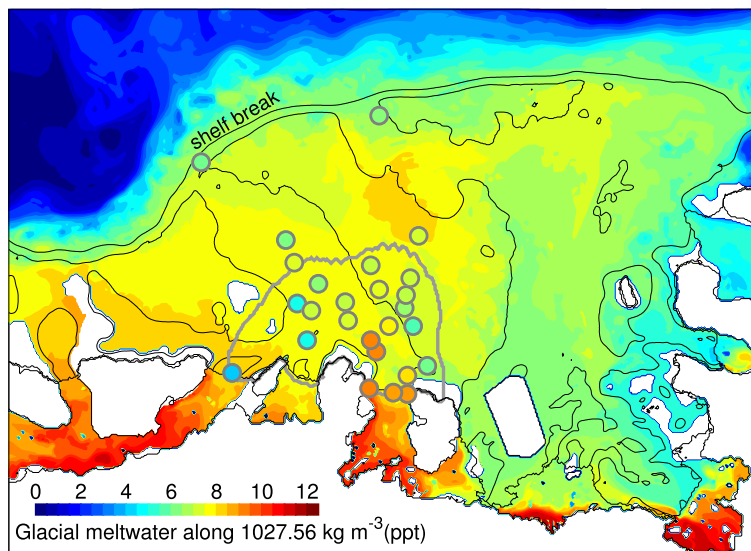 shelf break
0 2 4 6 8 10 12
Glacial meltwater along 1027.56 kg m⁻³(ppt)